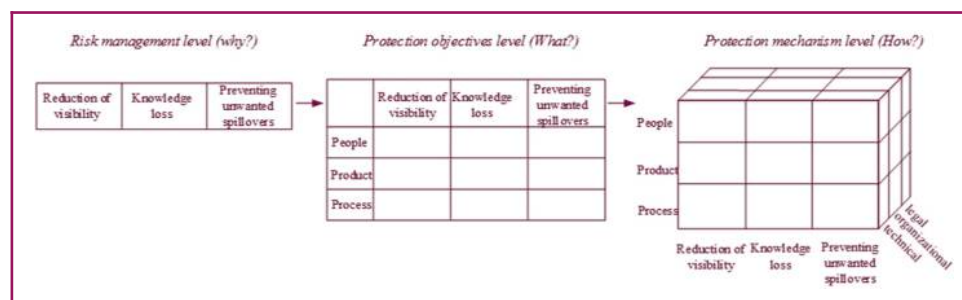 Risk management level (why?)
Protection objectives level (What?)
Protection mechanism level (How?)
Reduction of
visibility
Knowledge
loss
Preventing
unwanted
spillovers
Reduction of
visibility
Knowledge
loss
Preventing
unwanted
spillovers
People
Product
Process
People
Product
Process
Reduction of
visibility
Knowledge
loss
Preventing
unwanted
spillovers
legal
organizational
technical